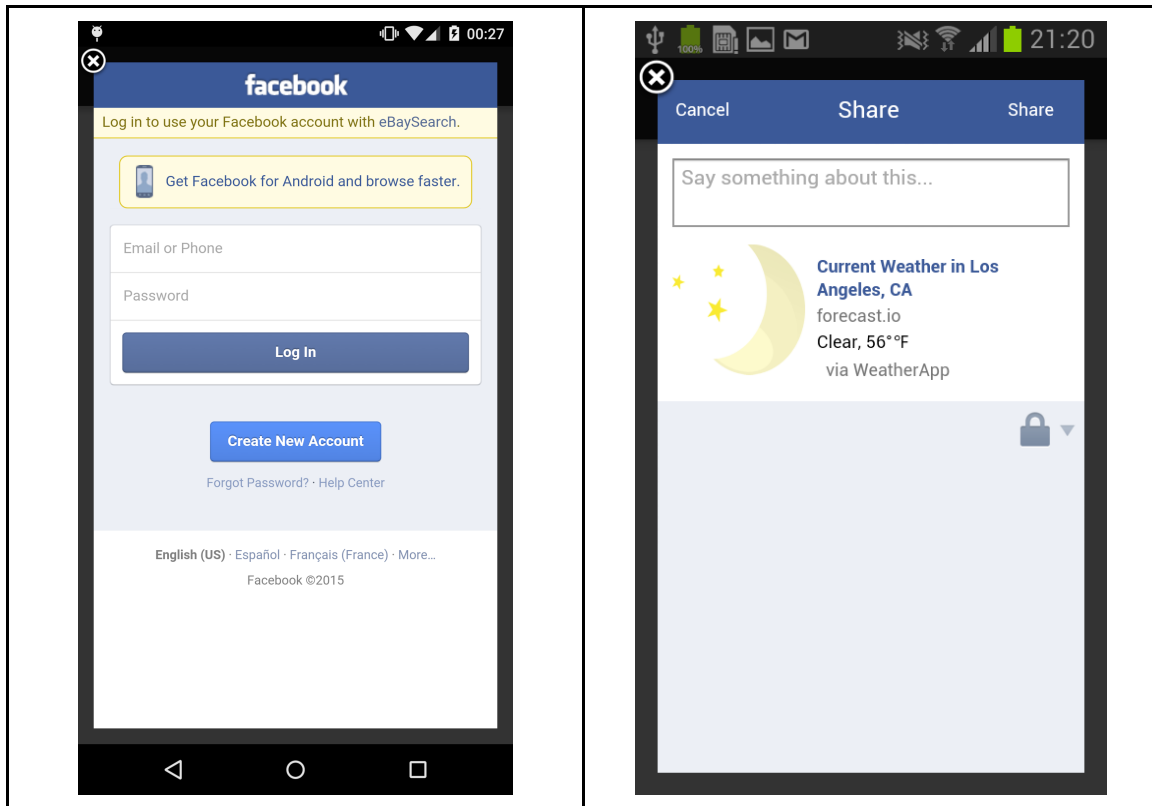 00:27
facebook
Log in to use your Facebook account with eBaySearch.
Get Facebook for Android and browse faster.
Email or Phone
Password
Log In
Create New Account
Forgot Password? · Help Center
English (US) · Español · Français (France) · More...
Facebook ©2015
100%
21:20
Cancel
Share
Share
Say something about this...
Current Weather in Los
Angeles, CA
forecast.io
Clear, 56°°F
via WeatherApp